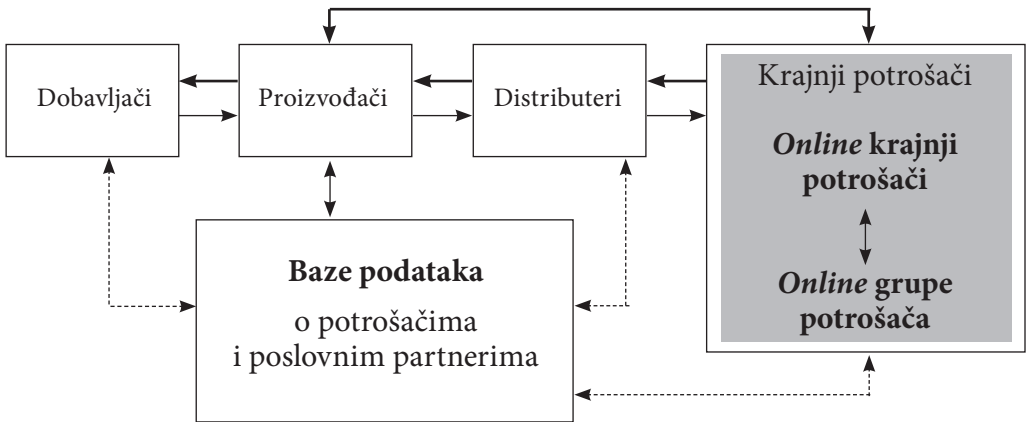 Dobavljači
Proizvođači
Distributeri
Krajnji potrošači
Online krajnji
potrošači
Online grupe
potrošača
Baze podataka
o potrošačima
i poslovnim partnerima